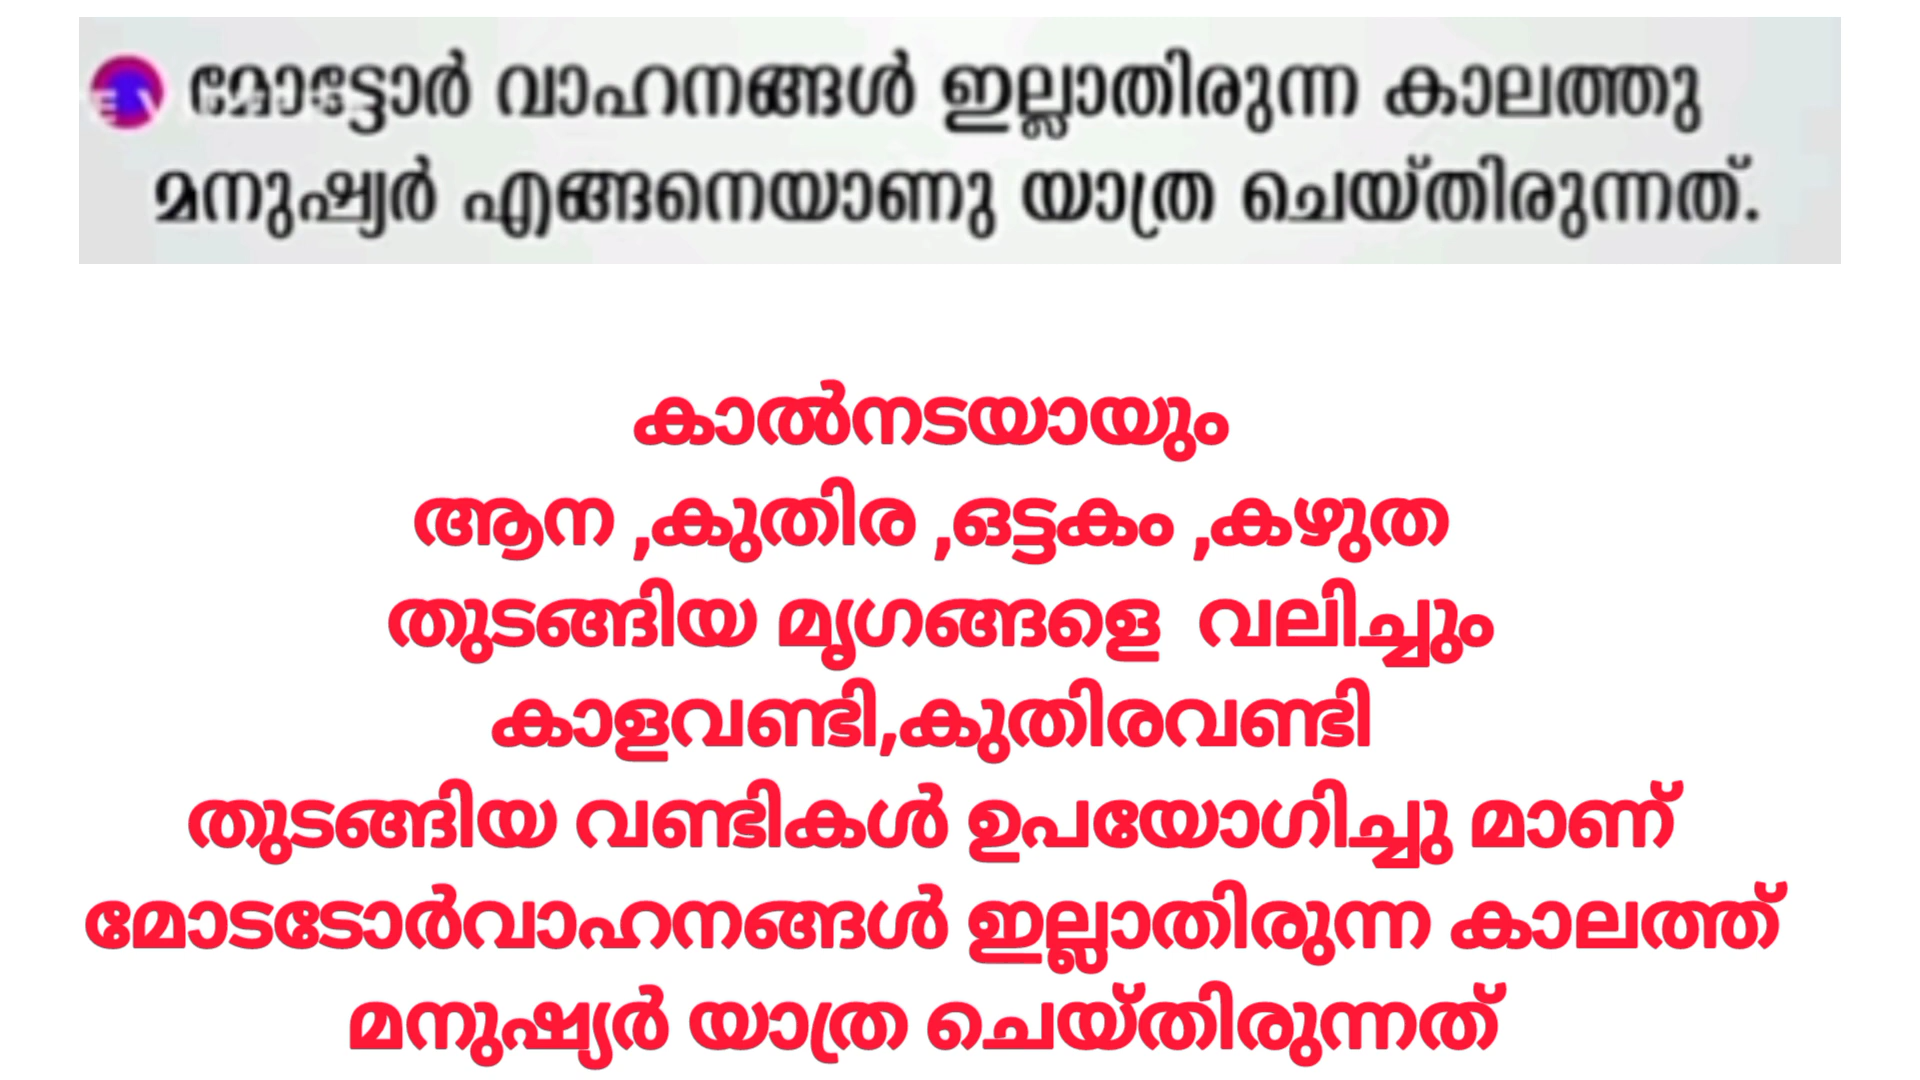 മോട്ടോർ വാഹനങ്ങൾ ഇല്ലാതിരുന്ന കാലത്തു
മനുഷ്യർ എങ്ങനെയാണു യാത്ര ചെയ്തിരുന്നത്.
കാൽനടയായും
ആന ,കുതിര ,ഒട്ടകം ,കഴുത
തുടങ്ങിയ മൃഗങ്ങളെ വലിച്ചും
കാളവണ്ടി,കുതിരവണ്ടി
തുടങ്ങിയ വണ്ടികൾ ഉപയോഗിച്ചു മാണ്
മോടടോർവാഹനങ്ങൾ ഇല്ലാതിരുന്ന കാലത്ത്
മനുഷ്യർ യാത്ര ചെയ്തിരുന്നത്